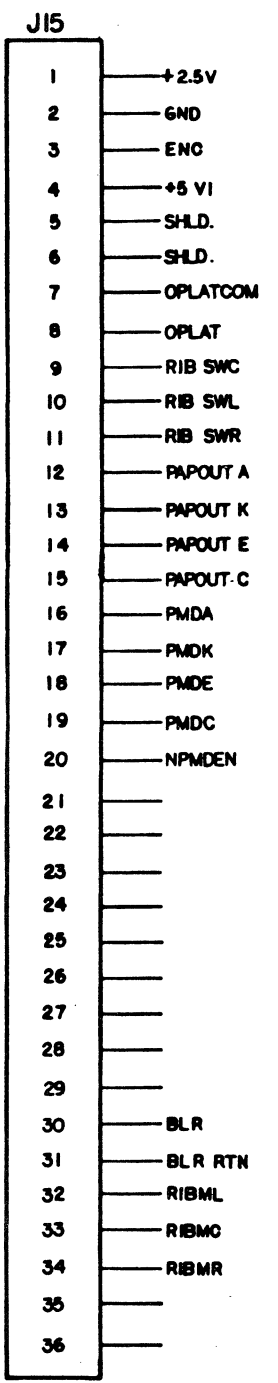 J15
1 +2.5V
2 GND
3 ENC
4 +5 V1
5 SHLD.
6 SHLD.
7 OPLATCOM
8 OPLAT
9 RIB SWC
10 RIB SWL
11 RIB SWR
12 PAPOUT A
13 PAPOUT K
14 PAPOUT E
15 PAPOUT-C
16 PMDA
17 PMDK
18 PMDE
19 PMDC
20 NPMDEN
21
22
23
24
25
26
27
28
29
30 BLR
31 BLR RTN
32 RIBML
33 RIBMC
34 RIBMR
35
36